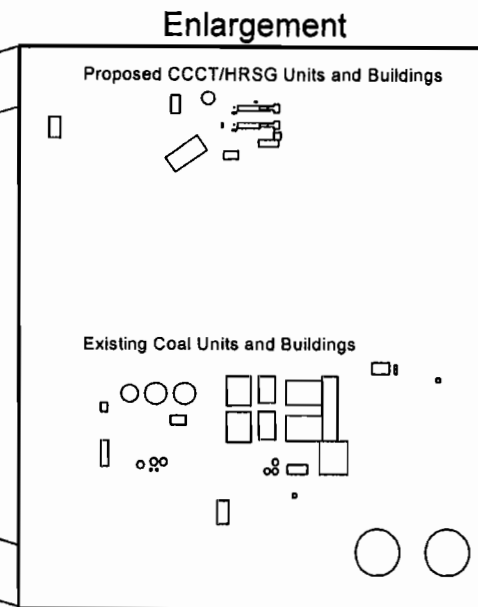 Enlargement
Proposed CCCT/HRSG Units and Buildings
Existing Coal Units and Buildings